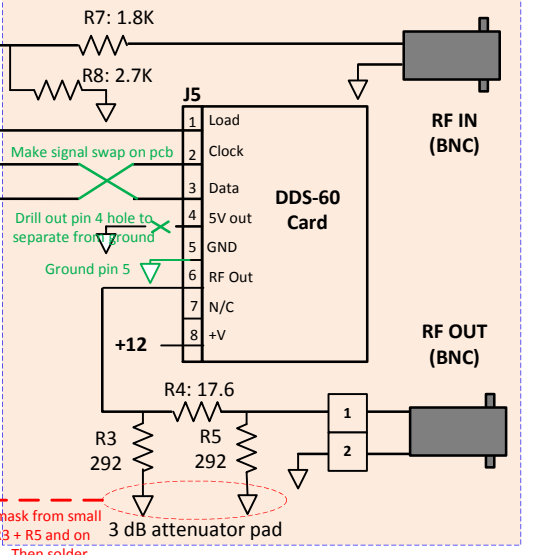 R7: 1.8K
R8: 2.7K
J5
RF IN
(BNC)
1 Load
Make signal swap on pcb
2 Clock
3 Data
DDS-60
Card
Drill out pin 4 hole to
separate from ground
4 5V out
5 GND
Ground pin 5
6 RF Out
7 N/C
+12
8 +V
RF OUT
(BNC)
R4: 17.6
1
R3
292
R5
292
2
mask from small
R3 + R5 and on
Then solder
3 dB attenuator pad